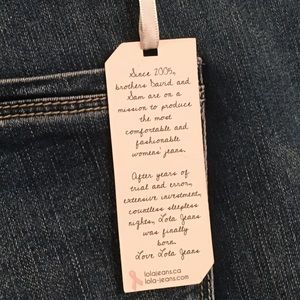 Since 2005,
brothers David and
Sam are on a
mission to produce
the most
comfortable and
fashionable
womens' jeans.
After years of
trial and error,
extensive investment,
countless sleepless
nights, Lola Jeans
was finally
born.
Love Lola Jeans
lolajeans.ca
lola-jeans.com